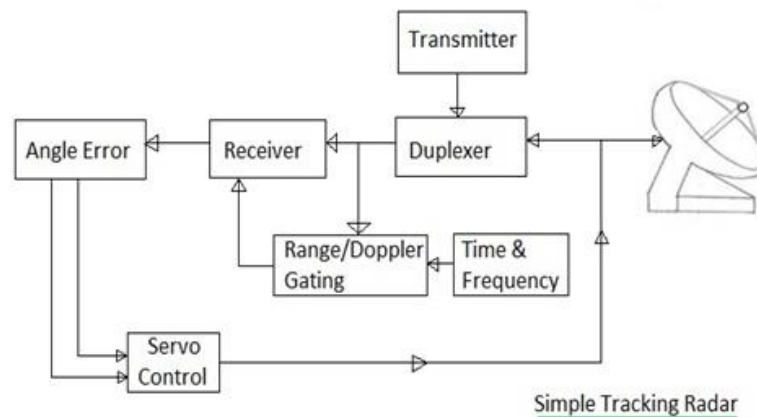 Transmitter
Angle Error
Receiver
Duplexer
Range/Doppler
Gating
Time &
Frequency
Servo
Control
Simple Tracking Radar